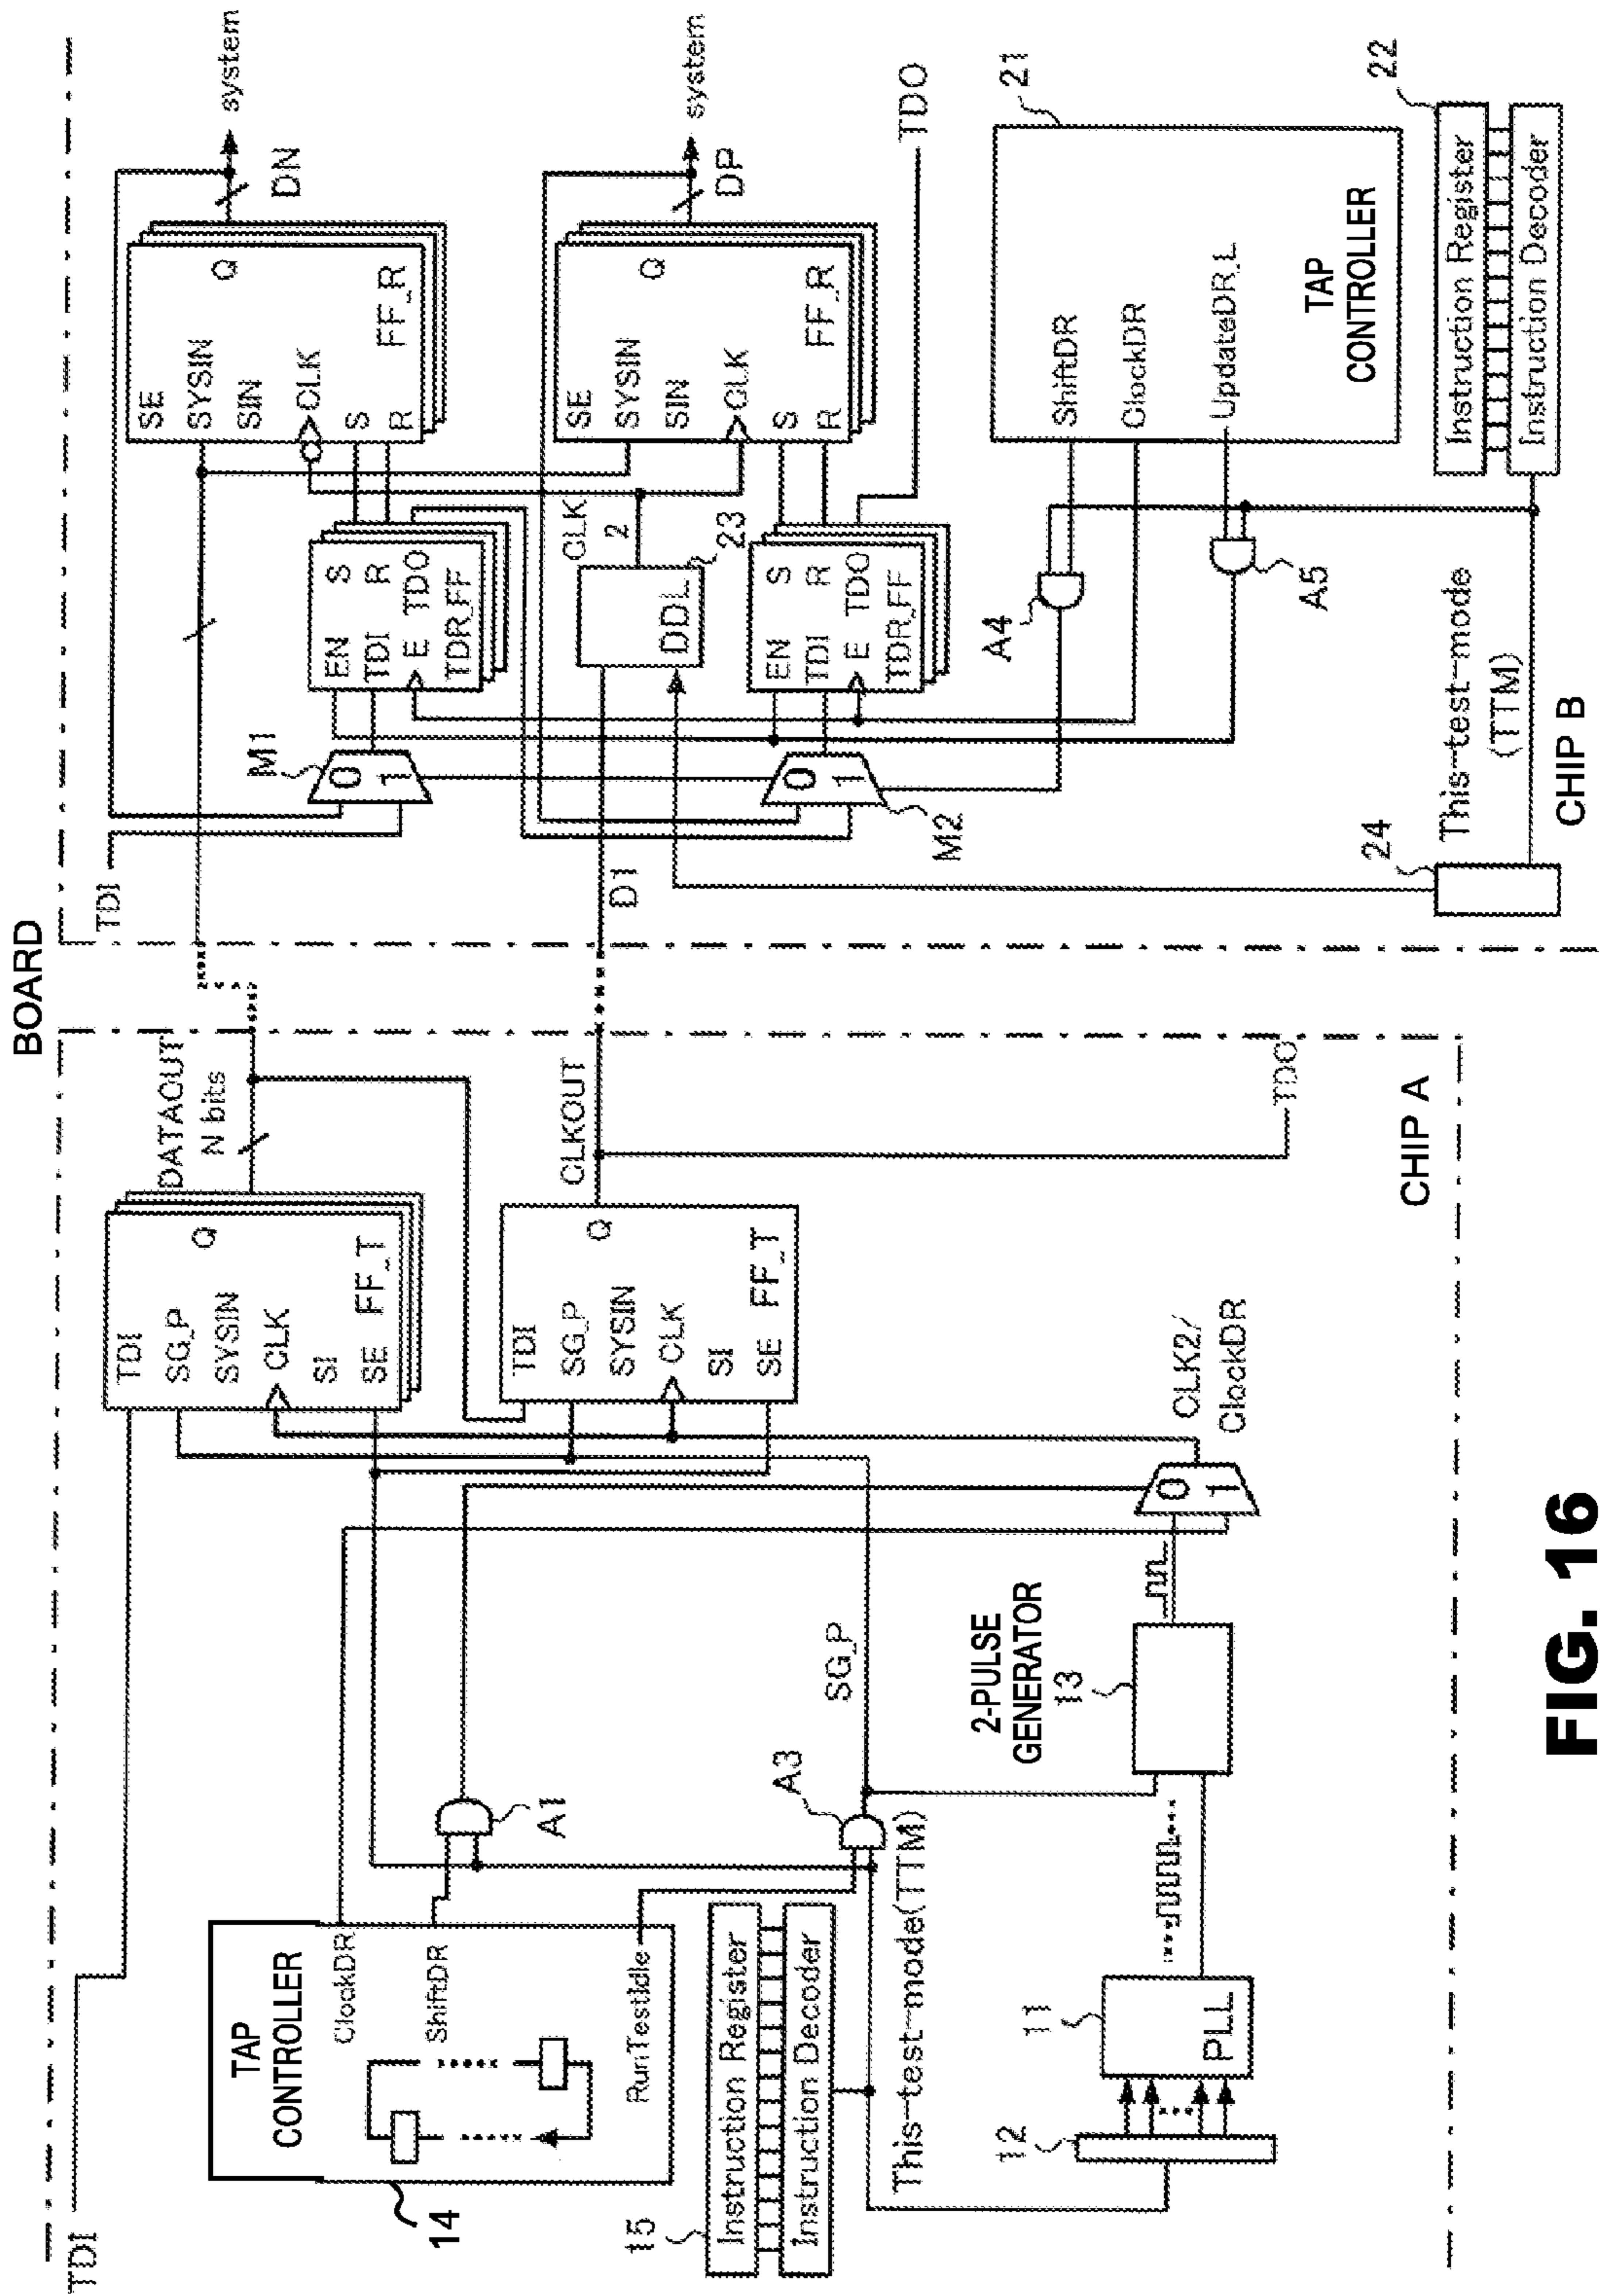 BOARD
TDI
TAP
CONTROLLER
ClockDR
ShiftDR
RunTestIdle
14
15
Instruction Register
Instruction Decoder
This-test-mode(TTM)
12
11
PLL
A1
A3
SG_P
2-PULSE
GENERATOR
13
0
1
CLK2/
ClockDR
TDI
SG_P
SYSIN
CLK
SI
SE
FF_T
Q
DATAOUT
N bits
TDI
SG_P
SYSIN
CLK
SI
SE
FF_T
Q
CLKOUT
TDO
CHIP A
TDI
M1
0
1
EN
TDI
E
S
R
TDO
TDR_FF
SE
SYSIN
SIN
CLK
S
R
Q
FF_R
DN
system
D1
DDL
23
CLK
2
M2
0
1
EN
TDI
E
S
R
TDO
TDR_FF
SE
SYSIN
SIN
CLK
S
R
Q
FF_R
DP
system
TDO
A4
A5
ShiftDR
ClockDR
UpdateDR_L
TAP
CONTROLLER
21
22
Instruction Register
Instruction Decoder
24
This-test-mode
(TTM)
CHIP B
FIG. 16